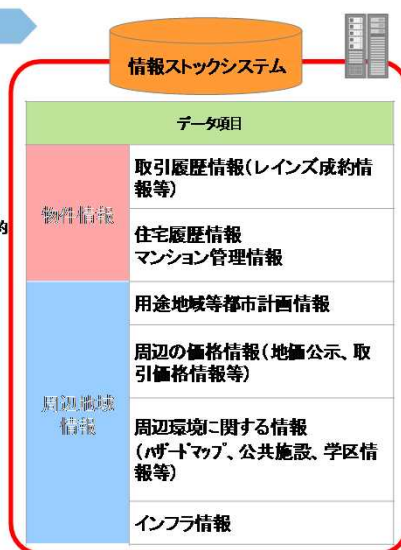 情報ストックシステム
データ項目
物件情報
取引履歴情報(レインズ成約情
報等)
住宅履歴情報
マンション管理情報
的
周辺地域
情報
用途地域等都市計画情報
周辺の価格情報(地価公示、取
引価格情報等)
周辺環境に関する情報
(ハザードマップ、公共施設、学区情
報等)
インフラ情報